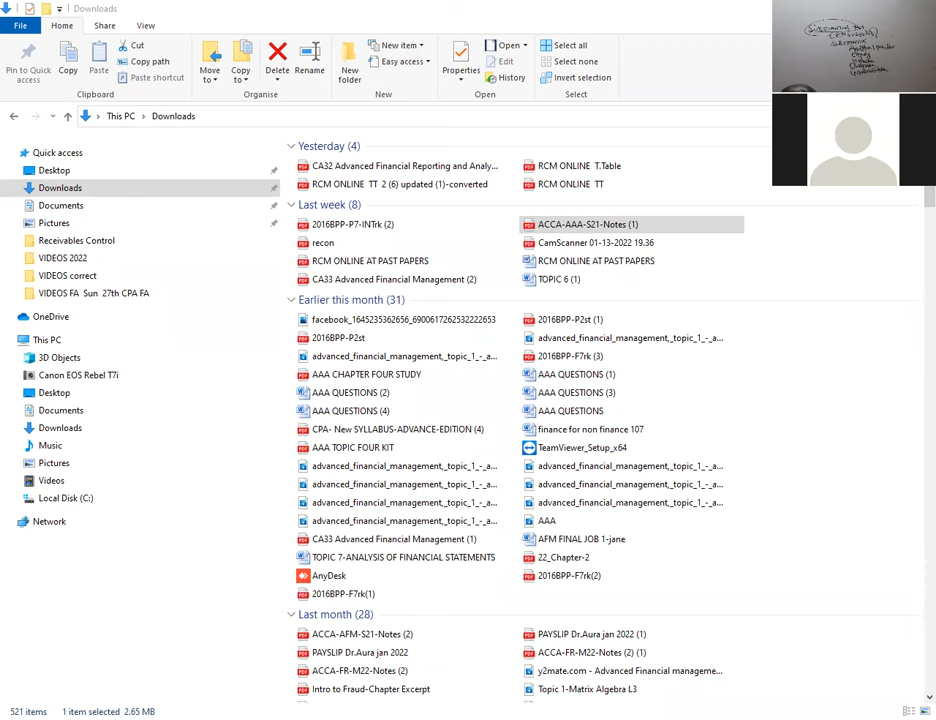 Downloads
File
Home
Share
View
Pin to Quick access
Copy
Paste
Cut
Copy path
Paste shortcut
Move to
Copy to
Delete
Rename
New folder
New item
Easy access
Properties
Open
Edit
History
Select all
Select none
Invert selection
Clipboard
Organise
New
Open
Select
This PC
Downloads
Quick access
Desktop
Downloads
Documents
Pictures
Receivables Control
VIDEOS 2022
VIDEOS correct
VIDEOS FA Sun 27th CPA FA
OneDrive
This PC
3D Objects
Canon EOS Rebel T7i
Desktop
Documents
Downloads
Music
Pictures
Videos
Local Disk (C:)
Network
Yesterday (4)
CA32 Advanced Financial Reporting and Analy...
RCM ONLINE T.Table
RCM ONLINE TT 2 (6) updated (1)-converted
RCM ONLINE TT
Last week (8)
2016BPP-P7-INTrk (2)
ACCA-AAA-S21-Notes (1)
recon
CamScanner 01-13-2022 19.36
RCM ONLINE AT PAST PAPERS
RCM ONLINE AT PAST PAPERS
CA33 Advanced Financial Management (2)
TOPIC 6 (1)
Earlier this month (31)
facebook_1645235362656_6900617262532222653
2016BPP-P2st (1)
2016BPP-P2st
advanced_financial_management,_topic_1_-_a...
advanced_financial_management,_topic_1_-_a...
2016BPP-F7rk (3)
AAA CHAPTER FOUR STUDY
AAA QUESTIONS (1)
AAA QUESTIONS (2)
AAA QUESTIONS (3)
AAA QUESTIONS (4)
AAA QUESTIONS
CPA- New SYLLABUS-ADVANCE-EDITION (4)
finance for non finance 107
AAA TOPIC FOUR KIT
TeamViewer_Setup_x64
advanced_financial_management,_topic_1_-_a...
advanced_financial_management,_topic_1_-_a...
advanced_financial_management,_topic_1_-_a...
advanced_financial_management,_topic_1_-_a...
advanced_financial_management,_topic_1_-_a...
advanced_financial_management,_topic_1_-_a...
advanced_financial_management,_topic_1_-_a...
AAA
CA33 Advanced Financial Management (1)
AFM FINAL JOB 1-jane
TOPIC 7-ANALYSIS OF FINANCIAL STATEMENTS
22_Chapter-2
AnyDesk
2016BPP-F7rk(2)
2016BPP-F7rk(1)
Last month (28)
ACCA-AFM-S21-Notes (2)
PAYSLIP Dr.Aura jan 2022 (1)
PAYSLIP Dr.Aura jan 2022
ACCA-FR-M22-Notes (2) (1)
ACCA-FR-M22-Notes (2)
y2mate.com - Advanced Financial manageme...
Intro to Fraud-Chapter Excerpt
Topic 1-Matrix Algebra L3
521 items
1 item selected 2.65 MB